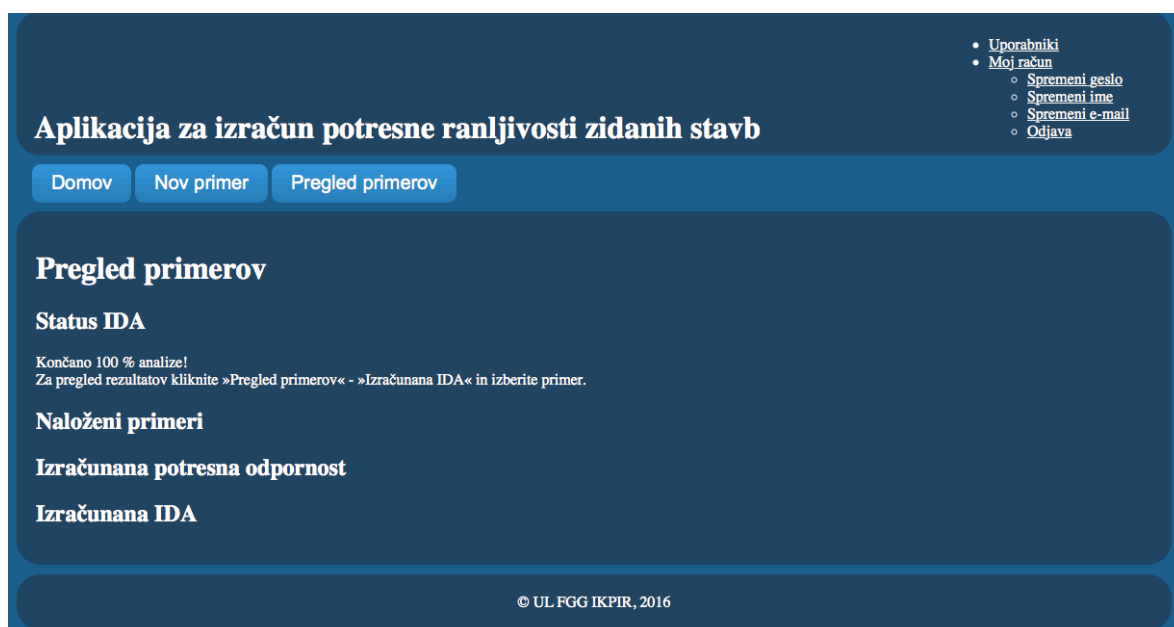 Uporabniki
Moj račun
Spremeni geslo
Spremeni ime
Spremeni e-mail
Odjava
Aplikacija za izračun potresne ranljivosti zidanih stavb
Domov
Nov primer
Pregled primerov
Pregled primerov
Status IDA
Končano 100 % analize!
Za pregled rezultatov kliknite »Pregled primerov« - »Izračunana IDA« in izberite primer.
Naloženi primeri
Izračunana potresna odpornost
Izračunana IDA
© UL FGG IKPIR, 2016